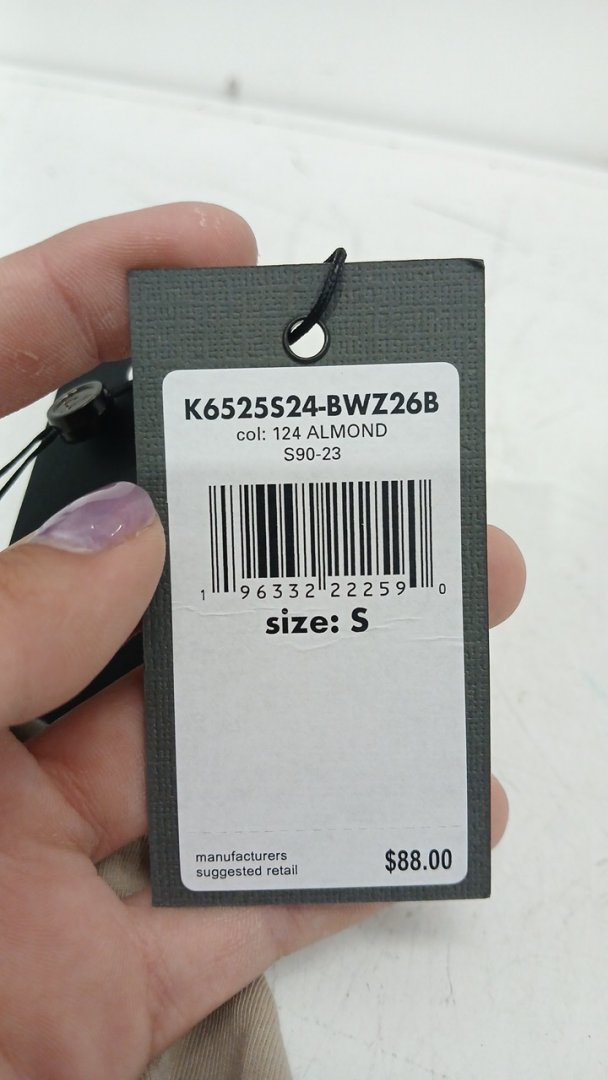 K6525S24-BWZ26B
col: 124 ALMOND
S90-23
1 96332 22259 0
size: S
manufacturers
suggested retail
$88.00